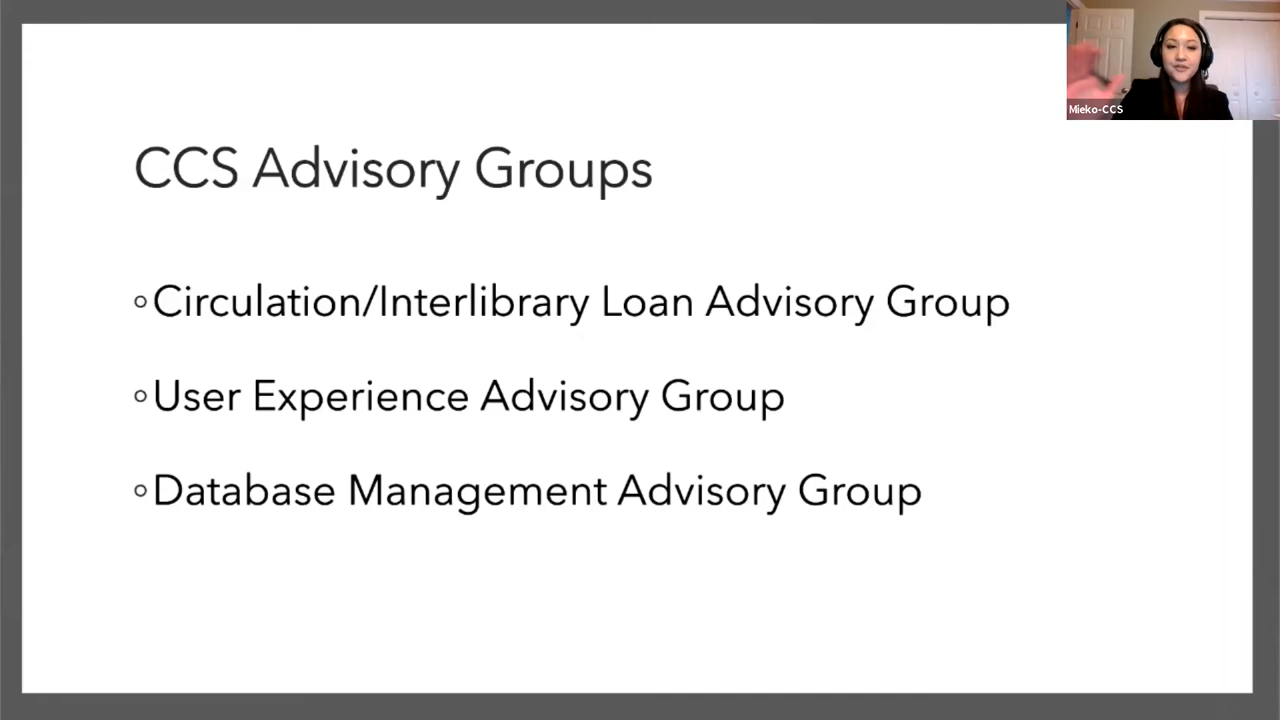 Mieko-CCS
CCS Advisory Groups
◦Circulation/Interlibrary Loan Advisory Group
◦User Experience Advisory Group
◦Database Management Advisory Group